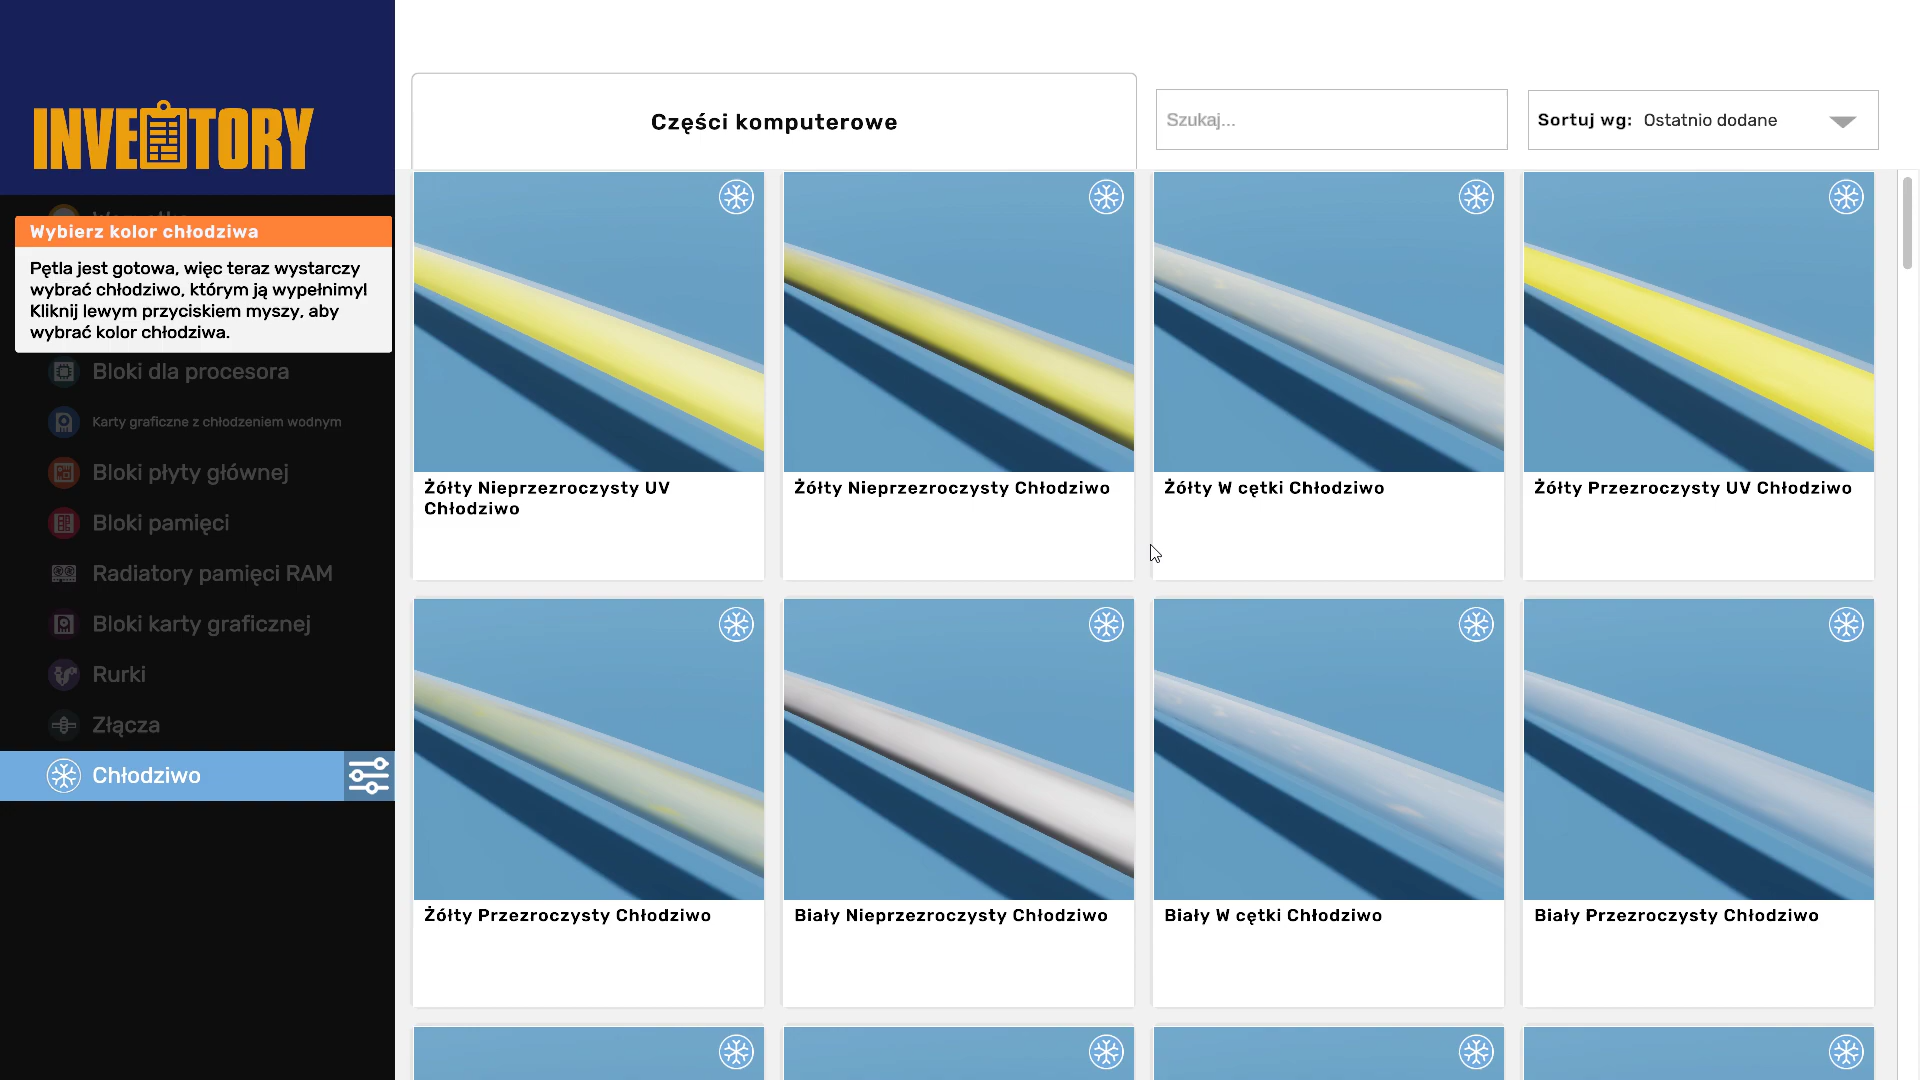 INVENTORY
Wybierz kolor chłodziwa
Pętla jest gotowa, więc teraz wystarczy
wybrać chłodziwo, którym ją wypełnimy!
Kliknij lewym przyciskiem myszy, aby
wybrać kolor chłodziwa.
Bloki dla procesora
Karty graficzne z chłodzeniem wodnym
Bloki płyty głównej
Bloki pamięci
Radiatory pamięci RAM
Bloki karty graficznej
Rurki
Złącza
Chłodziwo
Części komputerowe
Szukaj...
Sortuj wg: Ostatnio dodane
Żółty Nieprzezroczysty UV
Chłodziwo
Żółty Nieprzezroczysty Chłodziwo
Żółty W cętki Chłodziwo
Żółty Przezroczysty UV Chłodziwo
Żółty Przezroczysty Chłodziwo
Biały Nieprzezroczysty Chłodziwo
Biały W cętki Chłodziwo
Biały Przezroczysty Chłodziwo